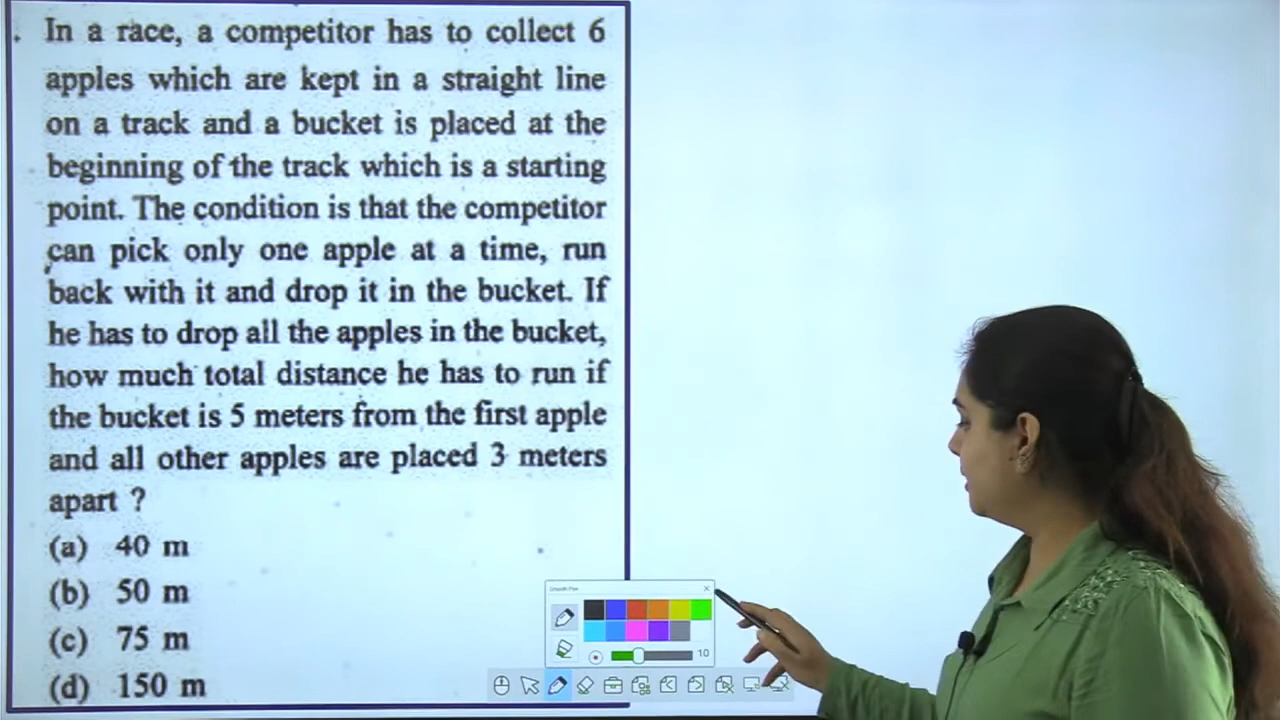 . In a race, a competitor has to collect 6
apples which are kept in a straight line
on a track and a bucket is placed at the
beginning of the track which is a starting
point. The condition is that the competitor
can pick only one apple at a time, run
back with it and drop it in the bucket. If
he has to drop all the apples in the bucket,
how much total distance he has to run if
the bucket is 5 meters from the first apple
and all other apples are placed 3 meters
apart ?
(a) 40 m
(b) 50 m
(c) 75 m
(d) 150 m
Smooth Pen
10